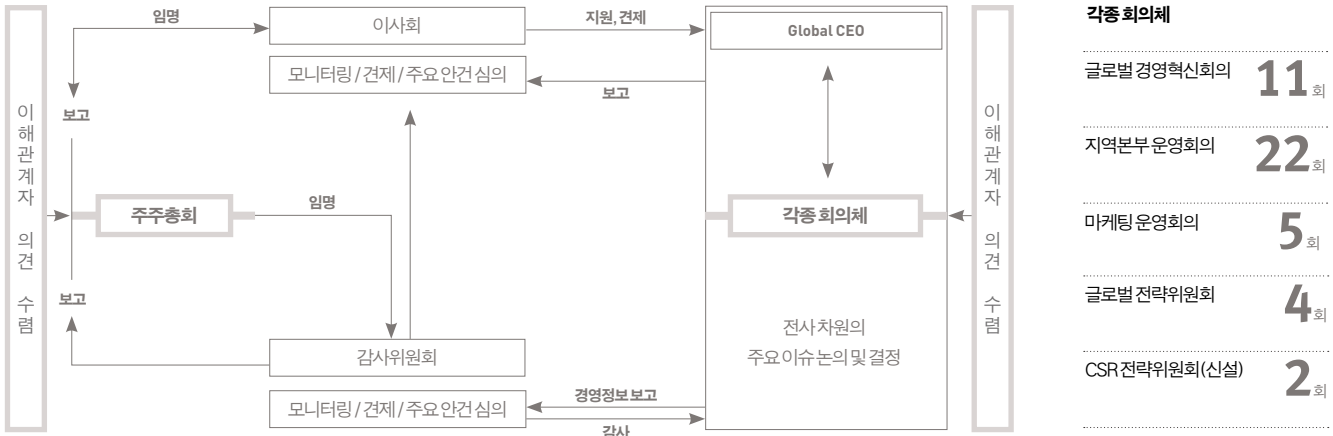 임명
이사회
지원, 견제
Global CEO
모니터링 / 견제 / 주요 안건 심의
보고
보고
이해관계자 의견 수렴
주주총회
임명
각종 회의체
이해관계자 의견 수렴
보고
감사위원회
전사 차원의
주요 이슈 논의 및 결정
모니터링 / 견제 / 주요 안건 심의
경영정보 보고
감사
각종 회의체
글로벌 경영혁신회의 11회
지역본부 운영회의 22회
마케팅 운영회의 5회
글로벌 전략위원회 4회
CSR 전략위원회(신설) 2회